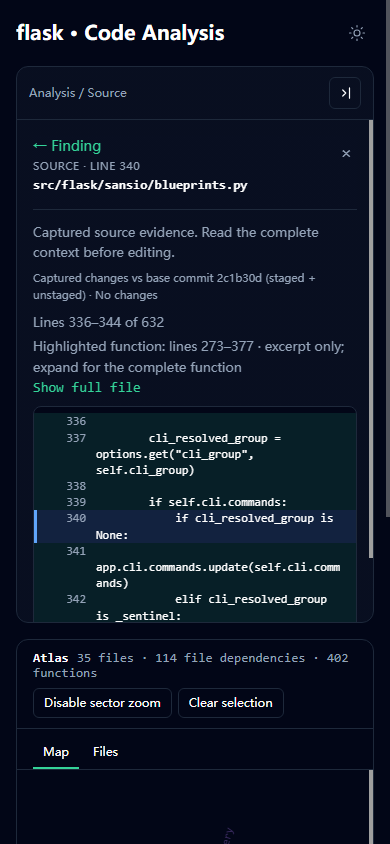 flask • Code Analysis
Analysis / Source
← Finding
SOURCE · LINE 340
src/flask/sansio/blueprints.py
Captured source evidence. Read the complete
context before editing.
Captured changes vs base commit 2c1b30d (staged +
unstaged) · No changes
Lines 336–344 of 632
Highlighted function: lines 273–377 · excerpt only;
expand for the complete function
Show full file
336
337 cli_resolved_group =
options.get("cli_group",
self.cli_group)
338
339 if self.cli.commands:
340 if cli_resolved_group is
None:
341
app.cli.commands.update(self.cli.comm
ands)
342 elif cli_resolved_group
is _sentinel:
Atlas 35 files · 114 file dependencies · 402
functions
Disable sector zoom Clear selection
Map Files